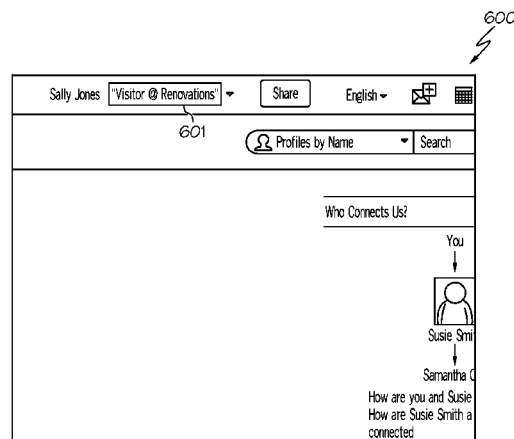 600
Sally Jones "Visitor @ Renovations" Share English
601
Profiles by Name Search
Who Connects Us?
You
Susie
Samantha
How are you and Susie
How are Susie Smith a
connected